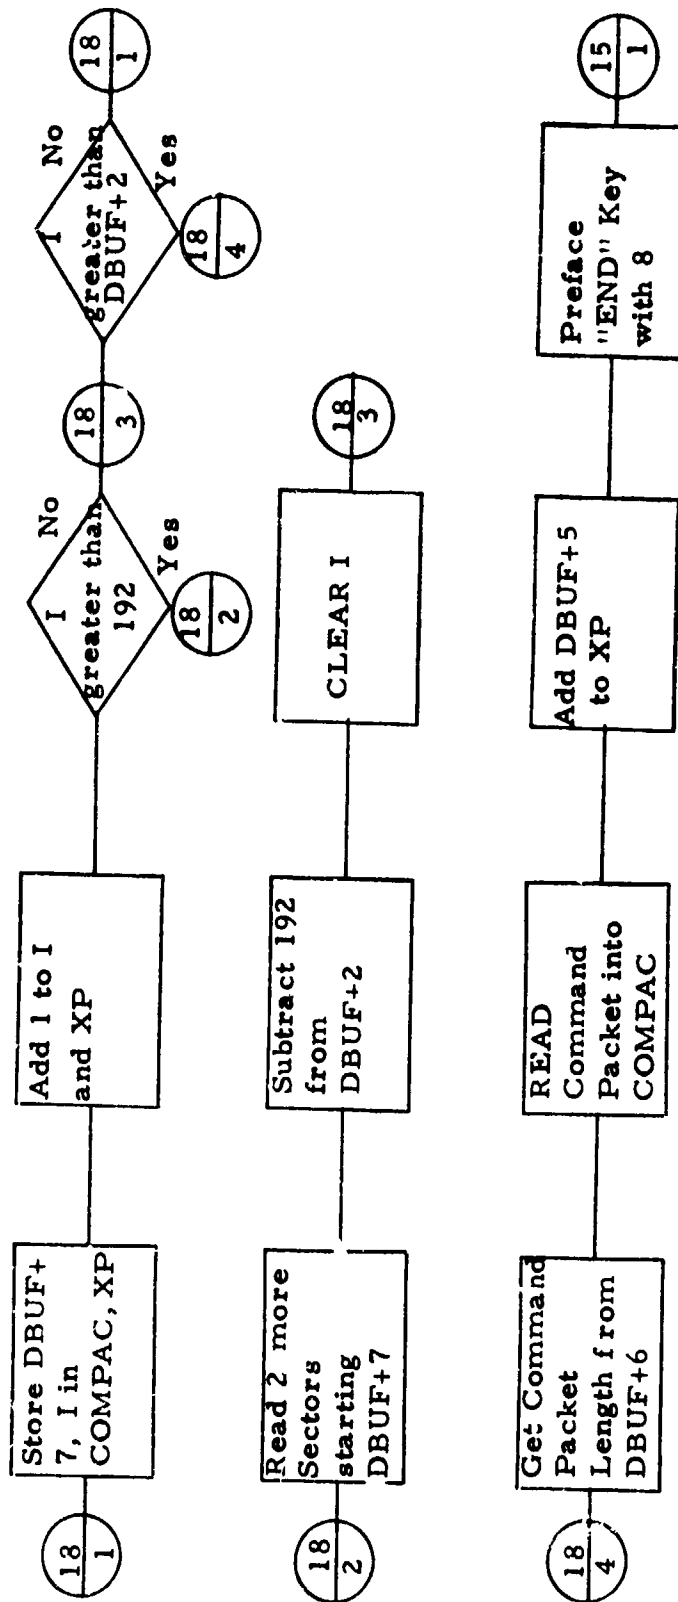 18
1
Store DBUF+
7, I in
COMPAC, XP
Add 1 to I
and XP
I
greater than
192
No
Yes
18
2
18
3
I
greater than
DBUF+2
No
Yes
18
4
18
1
18
2
Read 2 more
Sectors
starting
DBUF+7
Subtract 192
from
DBUF+2
CLEAR I
18
3
18
4
Get Command
Packet
Length from
DBUF+6
READ
Command
Packet into
COMPAC
Add DBUF+5
to XP
Preface
"END" Key
with 8
15
1